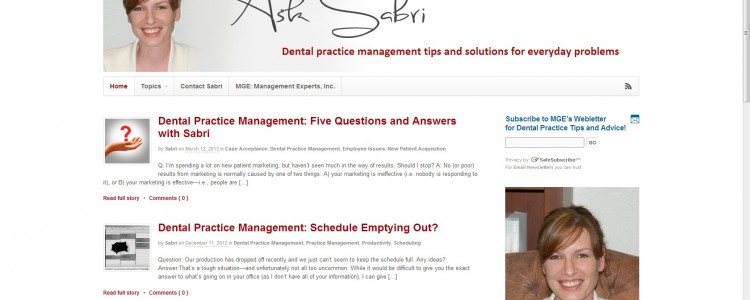 Ask Sabri
Dental practice management tips and solutions for everyday problems
Home Topics Contact Sabri MGE: Management Experts, Inc.
Dental Practice Management: Five Questions and Answers
with Sabri
by Sabri on March 12, 2013 in Case Acceptance, Dental Practice Management, Employee Issues, New Patient Acquisition
Q: I'm spending a lot on new patient marketing, but haven't seen much in the way of results. Should I stop? A: No (or poor)
results from marketing is normally caused by one of two things: A) your marketing is ineffective (i.e. nobody is responding to
it), or B) your marketing is effective—i.e., people are [...]
Read full story • Comments { 0 }
Dental Practice Management: Schedule Emptying Out?
by Sabri on December 11, 2012 in Dental Practice Management, Practice Management, Productivity, Scheduling
Question: Our production has dropped off recently and we just can't seem to keep the schedule full. Any ideas?
Answer:That's a tough situation—and unfortunately not all too uncommon. While it would be difficult to give you the exact
answer to what's going on in your office (as I don't have all of your information), I can give [...]
Read full story • Comments { 0 }
Subscribe to MGE's Webletter
for Dental Practice Tips and Advice!
GO
Privacy by SafeSubscribe℠
For Email Newsletters you can trust